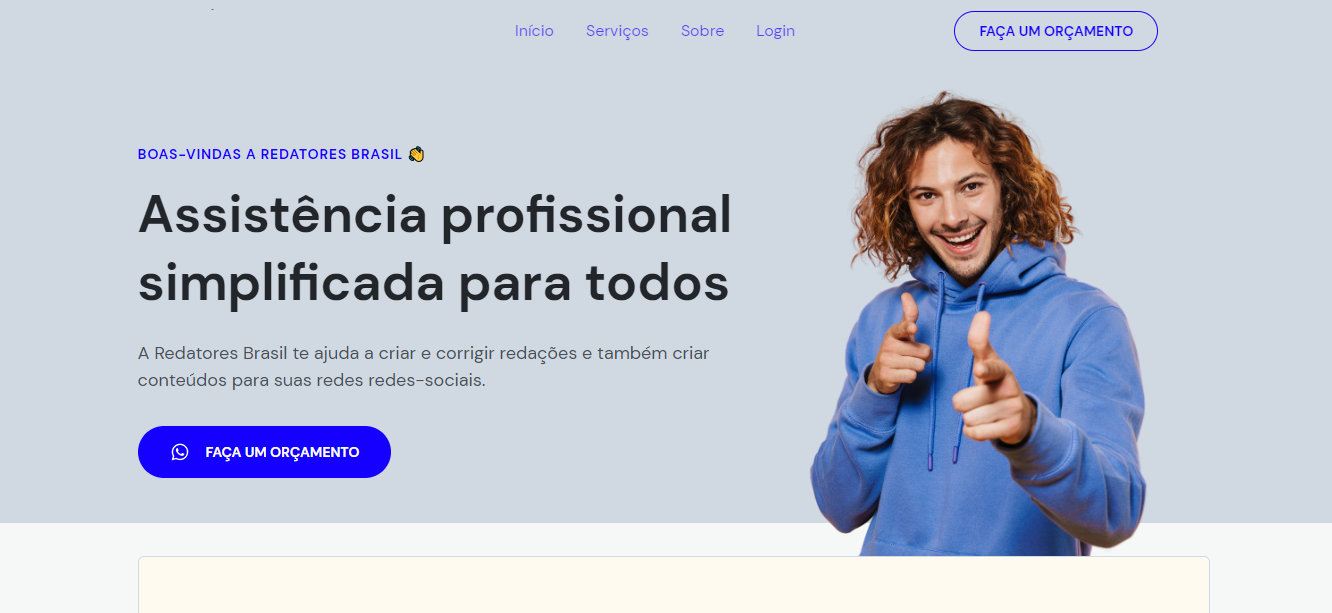 Início Serviços Sobre Login FAÇA UM ORÇAMENTO
BOAS-VINDAS A REDATORES BRASIL 👏
Assistência profissional
simplificada para todos
A Redatores Brasil te ajuda a criar e corrigir redações e também criar
conteúdos para suas redes redes-sociais.
FAÇA UM ORÇAMENTO